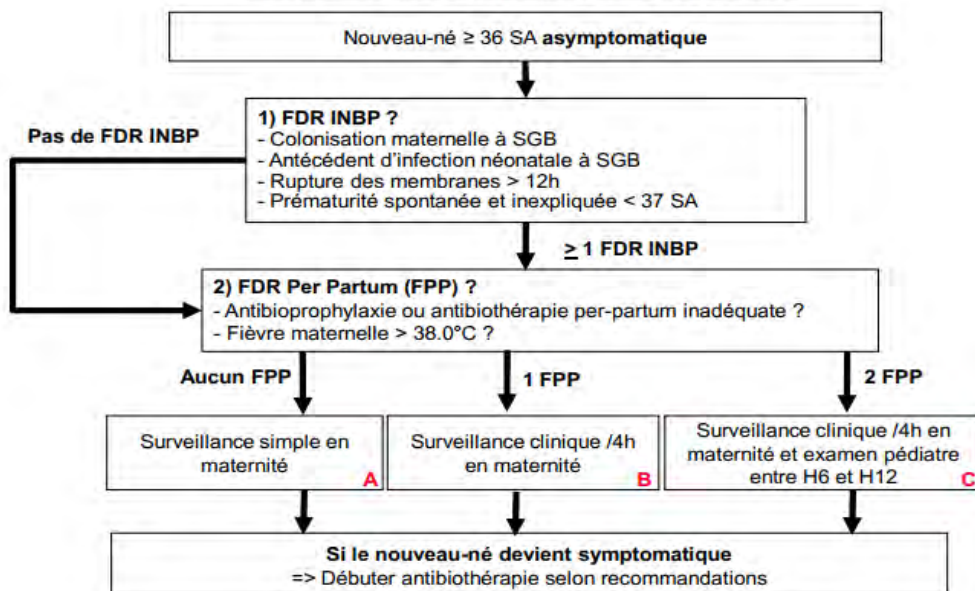 Nouveau-né ≥ 36 SA asymptomatique
1) FDR INBP ?
- Colonisation maternelle à SGB
- Antécédent d'infection néonatale à SGB
- Rupture des membranes > 12h
- Prématurité spontanée et inexpliquée < 37 SA
Pas de FDR INBP
≥ 1 FDR INBP
2) FDR Per Partum (FPP) ?
- Antibioprophylaxie ou antibiothérapie per-partum inadéquate ?
- Fièvre maternelle > 38.0°C ?
Aucun FPP
1 FPP
2 FPP
Surveillance simple en
maternité
A
Surveillance clinique /4h
en maternité
B
Surveillance clinique /4h en
maternité et examen pédiatre
entre H6 et H12
C
Si le nouveau-né devient symptomatique
=> Débuter antibiothérapie selon recommandations